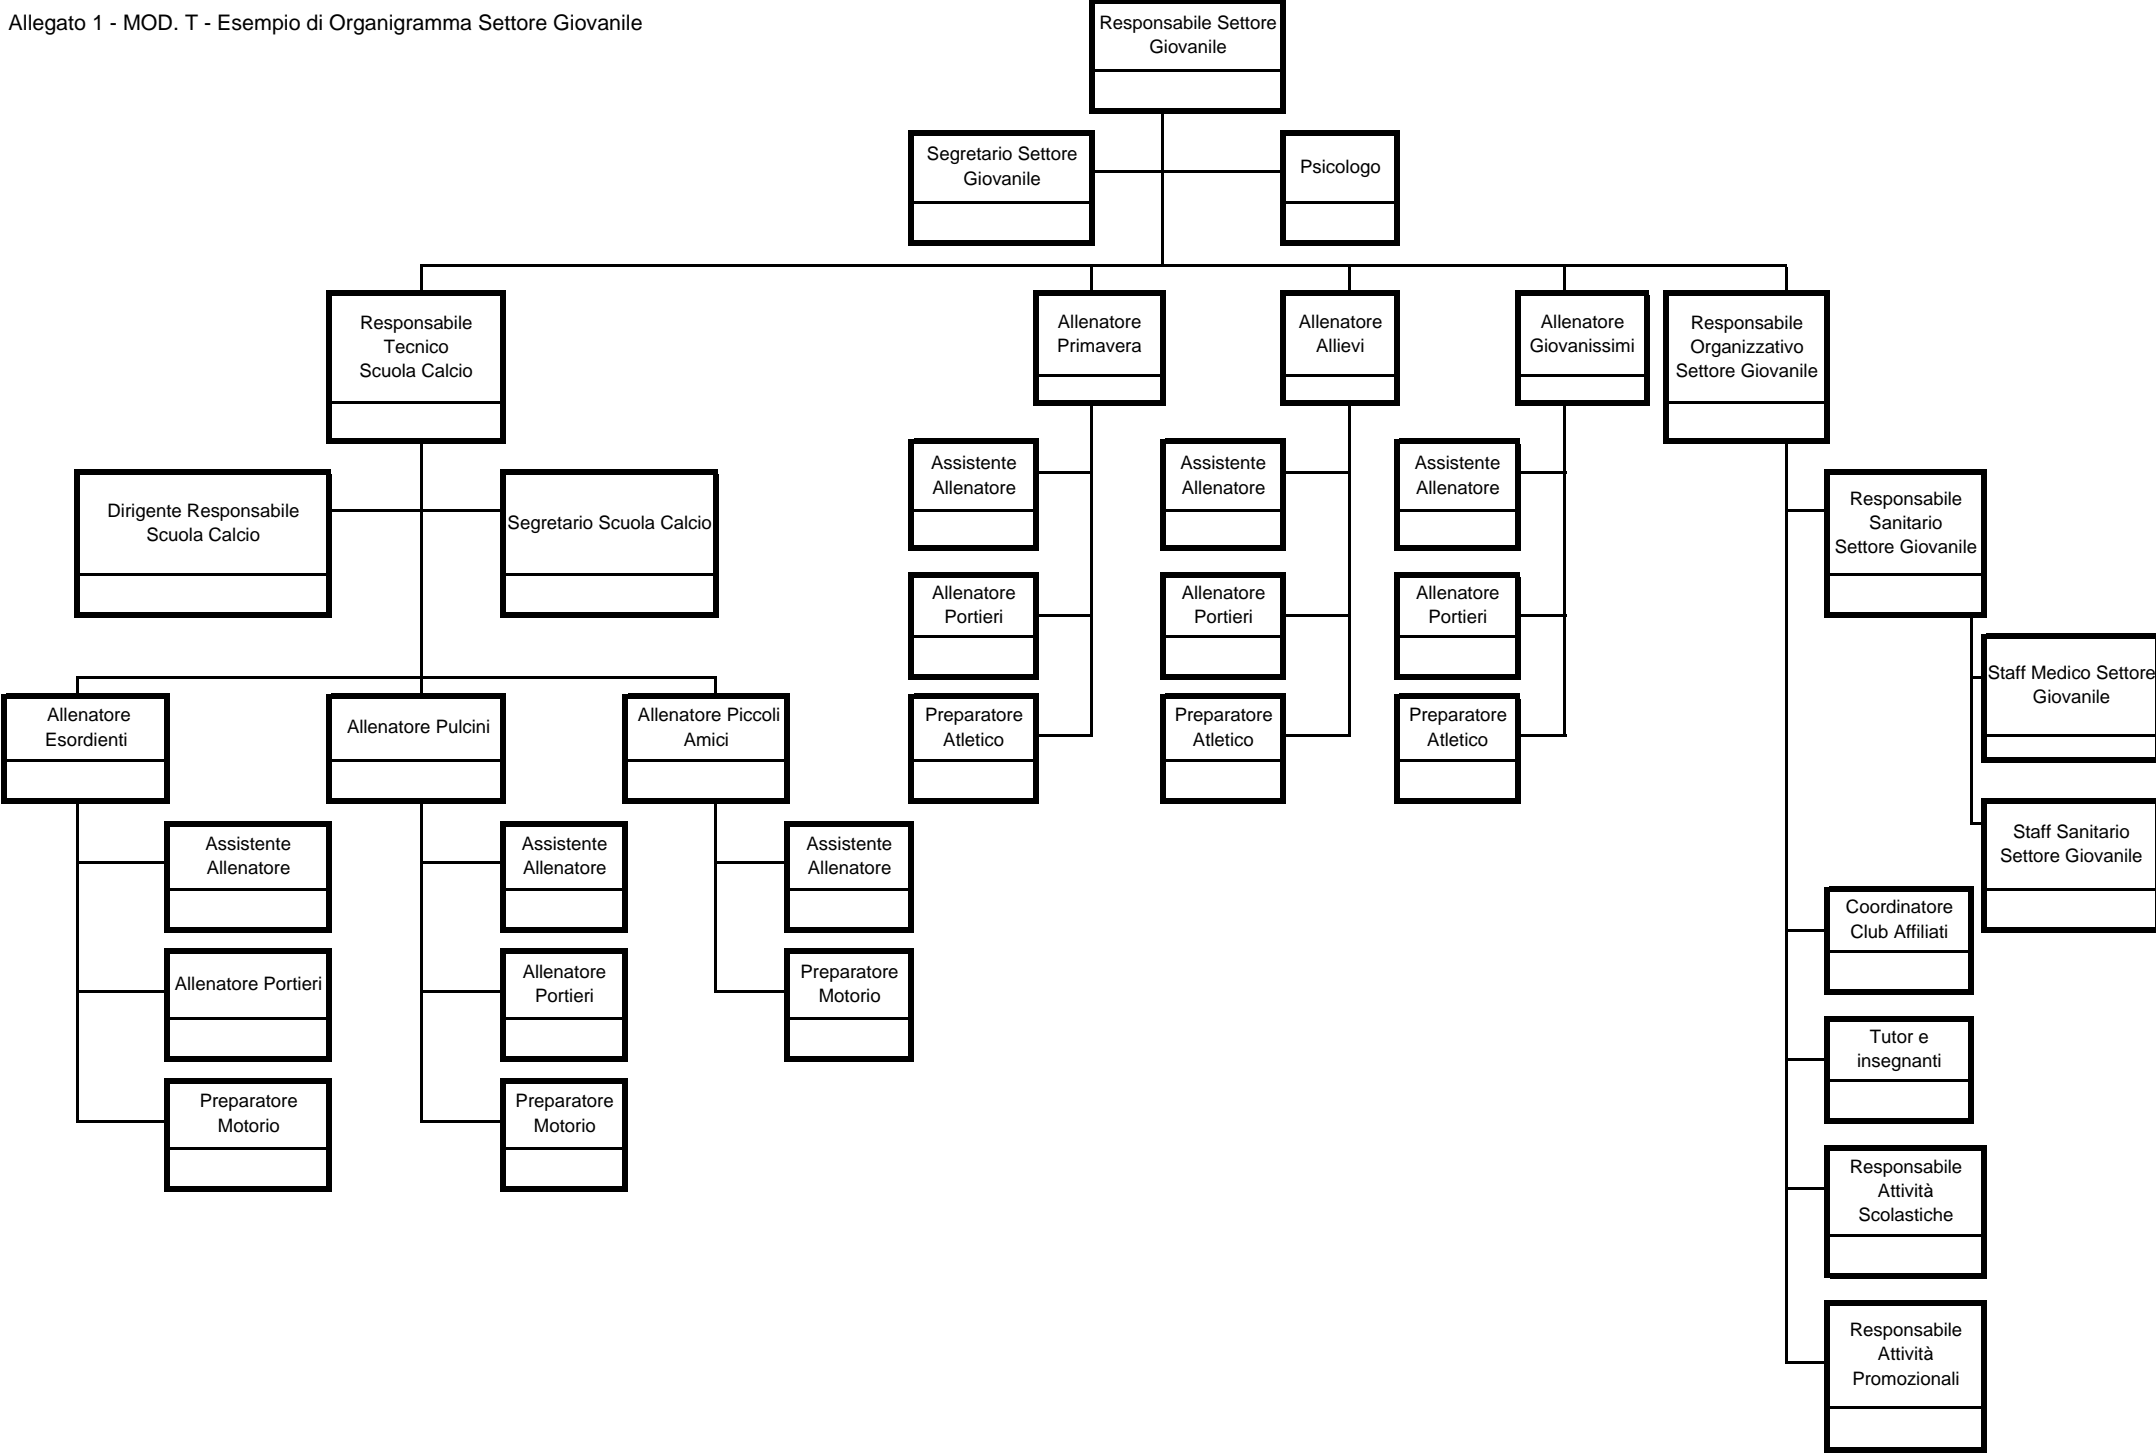 Allegato 1 - MOD. T - Esempio di Organigramma Settore Giovanile
Responsabile Settore
Giovanile
Segretario Settore
Giovanile
Psicologo
Responsabile
Tecnico
Scuola Calcio
Allenatore
Primavera
Allenatore
Allievi
Allenatore
Giovanissimi
Responsabile
Organizzativo
Settore Giovanile
Dirigente Responsabile
Scuola Calcio
Segretario Scuola Calcio
Assistente
Allenatore
Assistente
Allenatore
Assistente
Allenatore
Responsabile
Sanitario
Settore Giovanile
Allenatore
Portieri
Allenatore
Portieri
Allenatore
Portieri
Staff Medico Settore
Giovanile
Allenatore
Esordienti
Allenatore Pulcini
Allenatore Piccoli
Amici
Preparatore
Atletico
Preparatore
Atletico
Preparatore
Atletico
Assistente
Allenatore
Assistente
Allenatore
Assistente
Allenatore
Staff Sanitario
Settore Giovanile
Coordinatore
Club Affiliati
Allenatore Portieri
Allenatore
Portieri
Preparatore
Motorio
Tutor e
insegnanti
Preparatore
Motorio
Preparatore
Motorio
Responsabile
Attività
Scolastiche
Responsabile
Attività
Promozionali